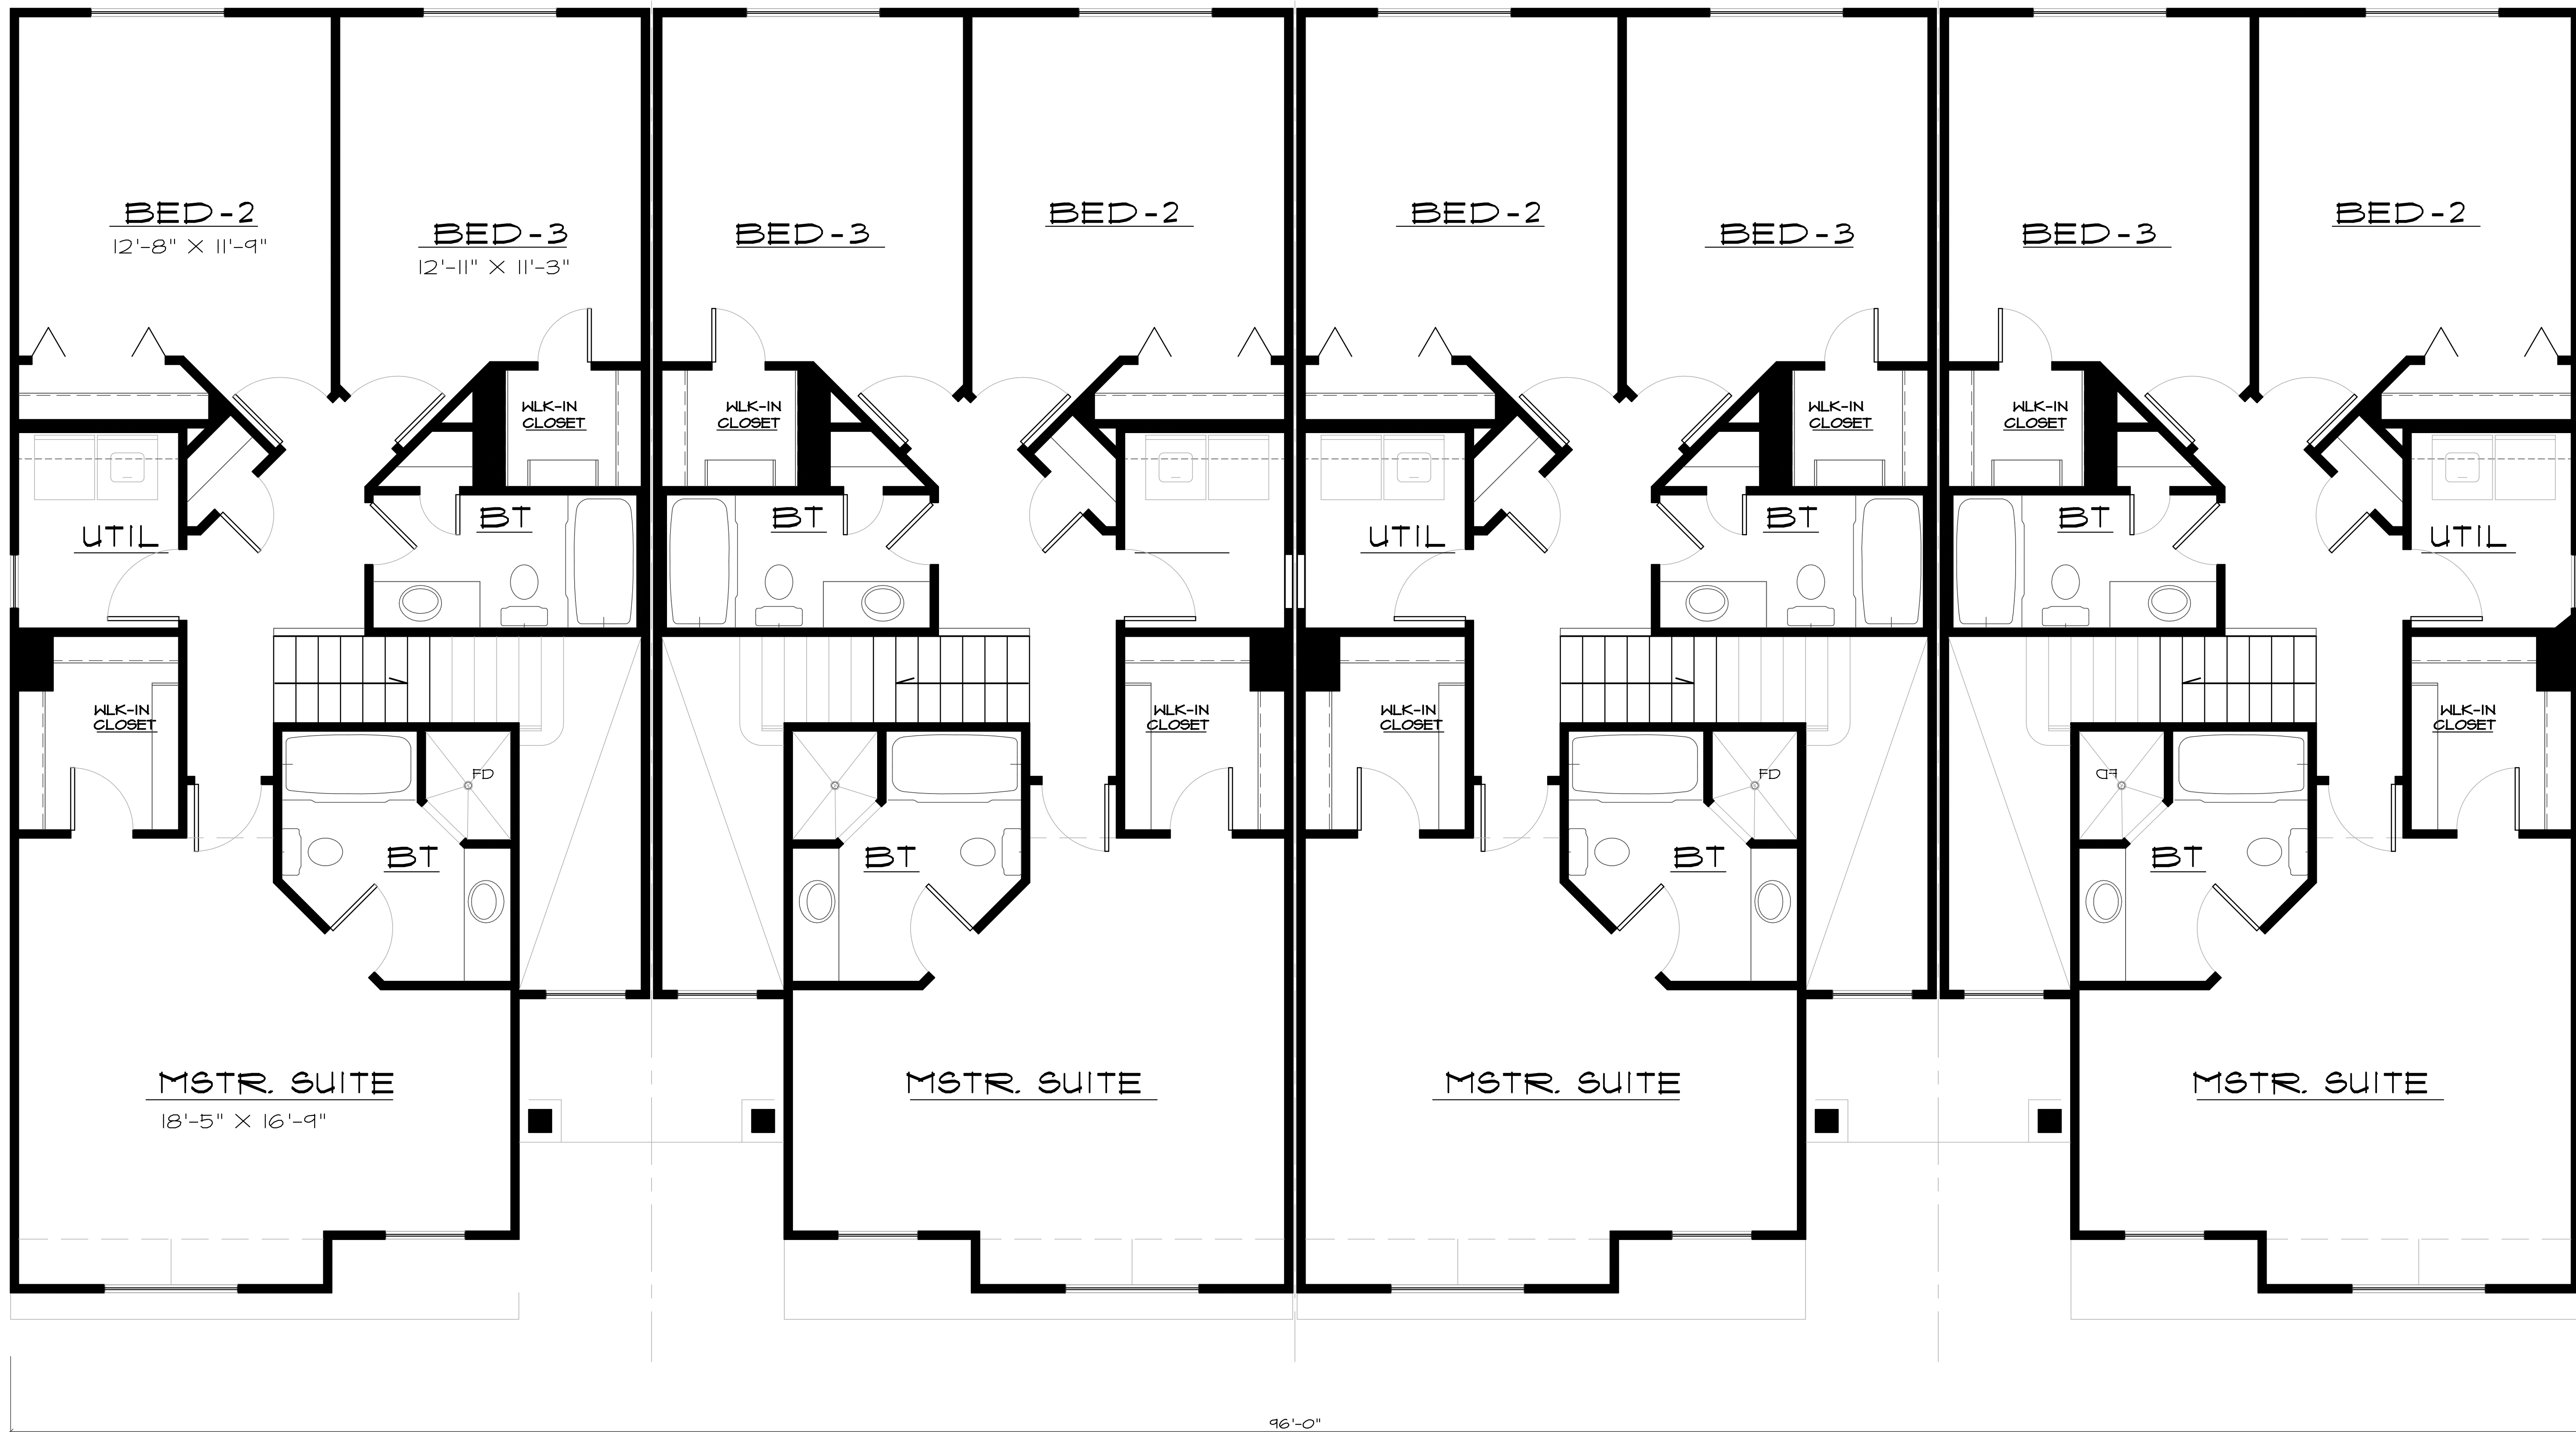 BED-2
12'-8" X 11'-9"
BED-3
12'-11" X 11'-3"
BED-3
BED-2
BED-2
BED-3
BED-3
BED-2
WLK-IN
CLOSET
WLK-IN
CLOSET
WLK-IN
CLOSET
WLK-IN
CLOSET
UTIL
BT
BT
UTIL
BT
BT
UTIL
WLK-IN
CLOSET
WLK-IN
CLOSET
WLK-IN
CLOSET
WLK-IN
CLOSET
FD
FD
FD
BT
BT
BT
BT
MSTR. SUITE
18'-5" X 16'-9"
MSTR. SUITE
MSTR. SUITE
MSTR. SUITE
96'-0"